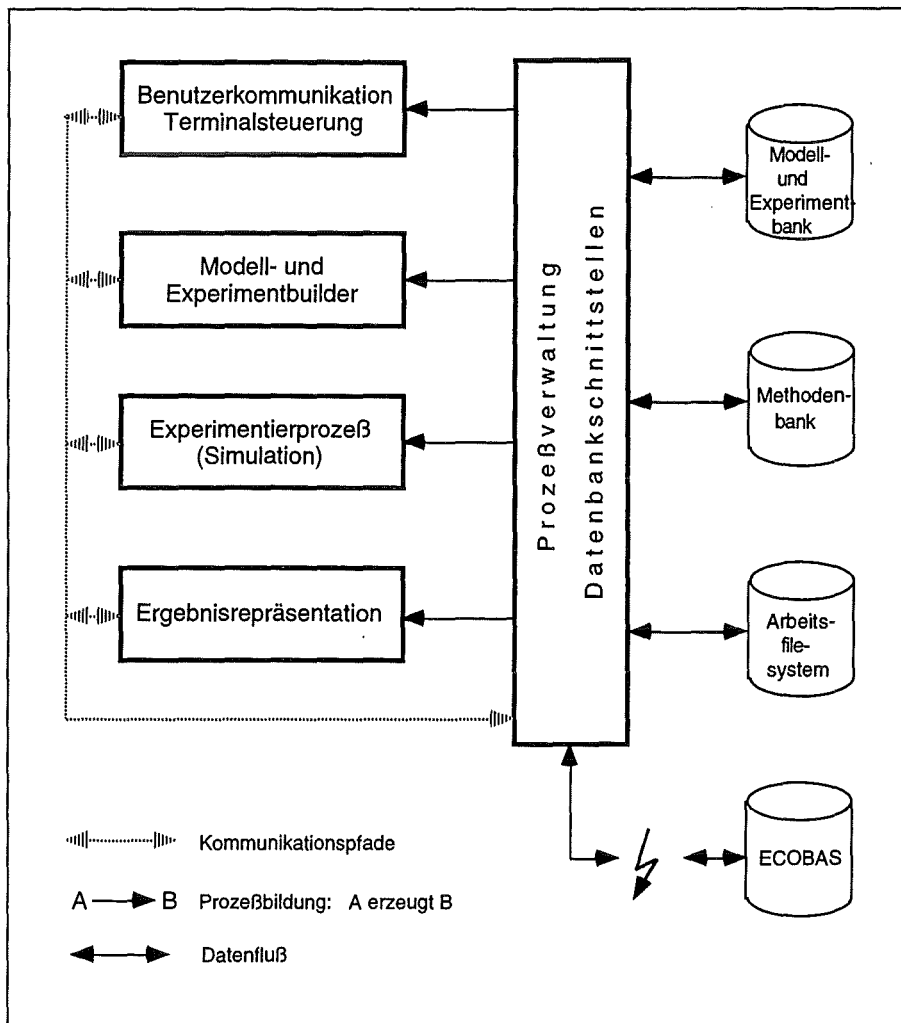 Benutzerkommunikation
Terminalsteuerung
Modell- und
Experimentbuilder
Experimentierprozeß
(Simulation)
Ergebnisrepräsentation
Prozeßverwaltung
Datenbankschnittstellen
Modell-
und
Experiment-
bank
Methoden-
bank
Arbeits-
file-
system
ECOBAS
Kommunikationspfade
A B Prozeßbildung: A erzeugt B
Datenfluß